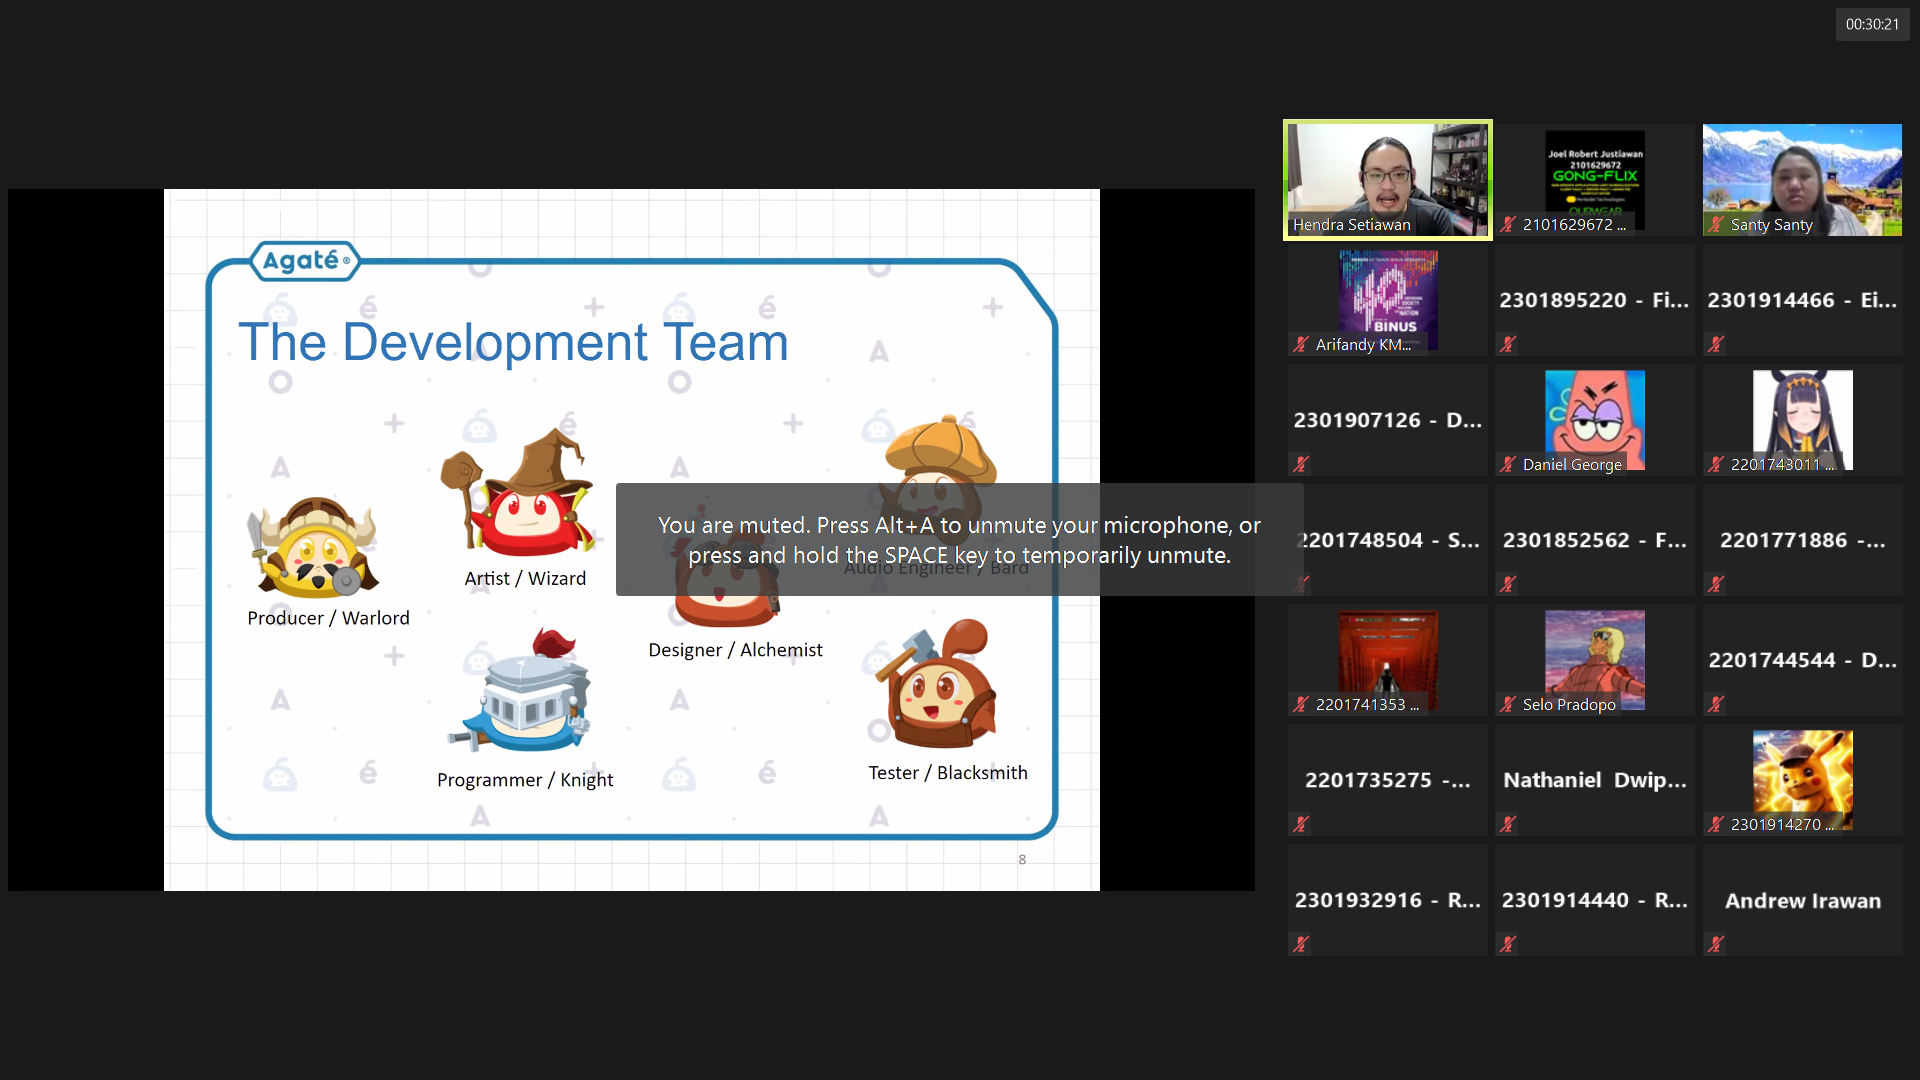 00:30:21
Agaté
The Development Team
Artist / Wizard
Producer / Warlord
You are muted. Press Alt+A to unmute your microphone, or
press and hold the SPACE key to temporarily unmute.
Audio Engineer / Bard
Designer / Alchemist
Programmer / Knight
Tester / Blacksmith
8
Hendra Setiawan
Joel Robert Justiawan
2101629672
GONG-FLIX
OURWEAR
2101629672 ...
Santy Santy
BINUS
Arifandy KM...
2301895220 - Fi...
2301914466 - Ei...
2301907126 - D...
Daniel George
2201743011 ...
2201748504 - S...
2301852562 - F...
2201771886 -...
2201741353 ...
Selo Pradopo
2201744544 - D...
2201735275 -...
Nathaniel Dwip...
2301914270 ...
2301932916 - R...
2301914440 - R...
Andrew Irawan